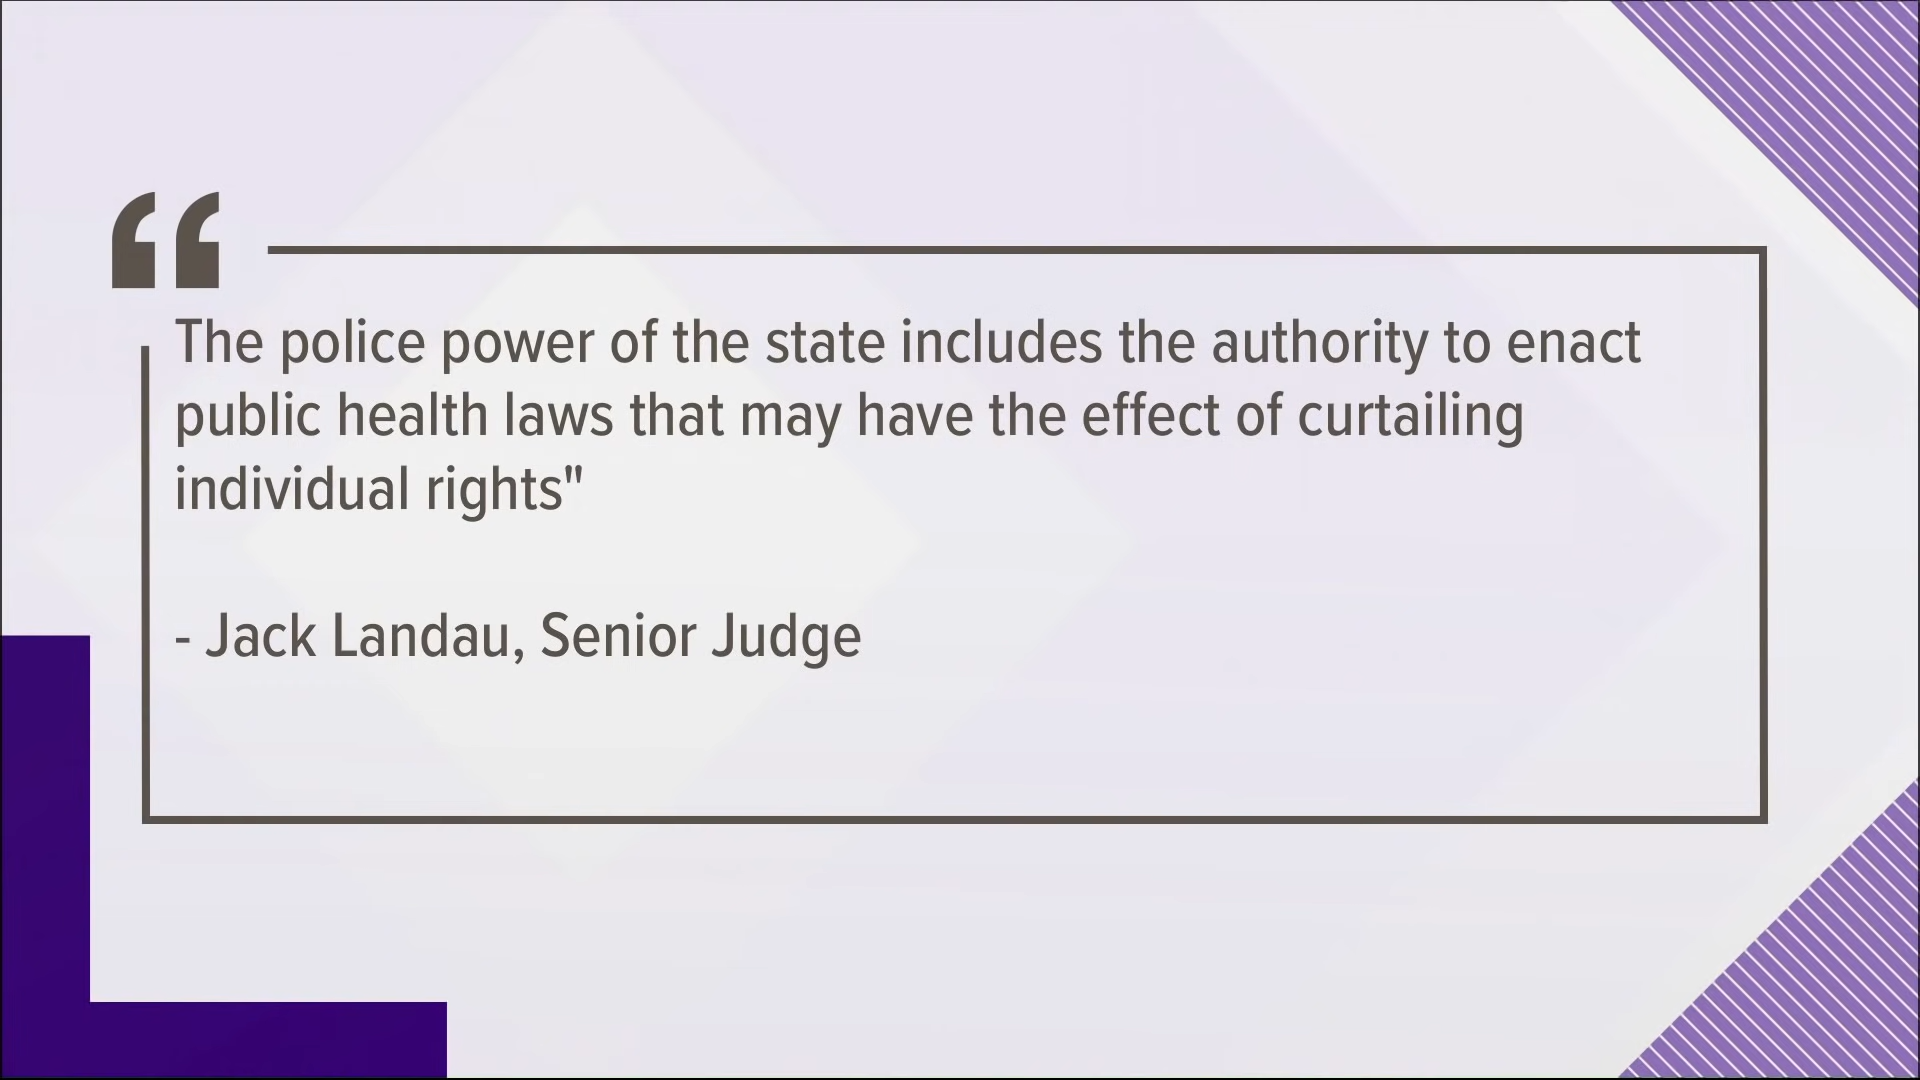 “
The police power of the state includes the authority to enact
public health laws that may have the effect of curtailing
individual rights"
- Jack Landau, Senior Judge